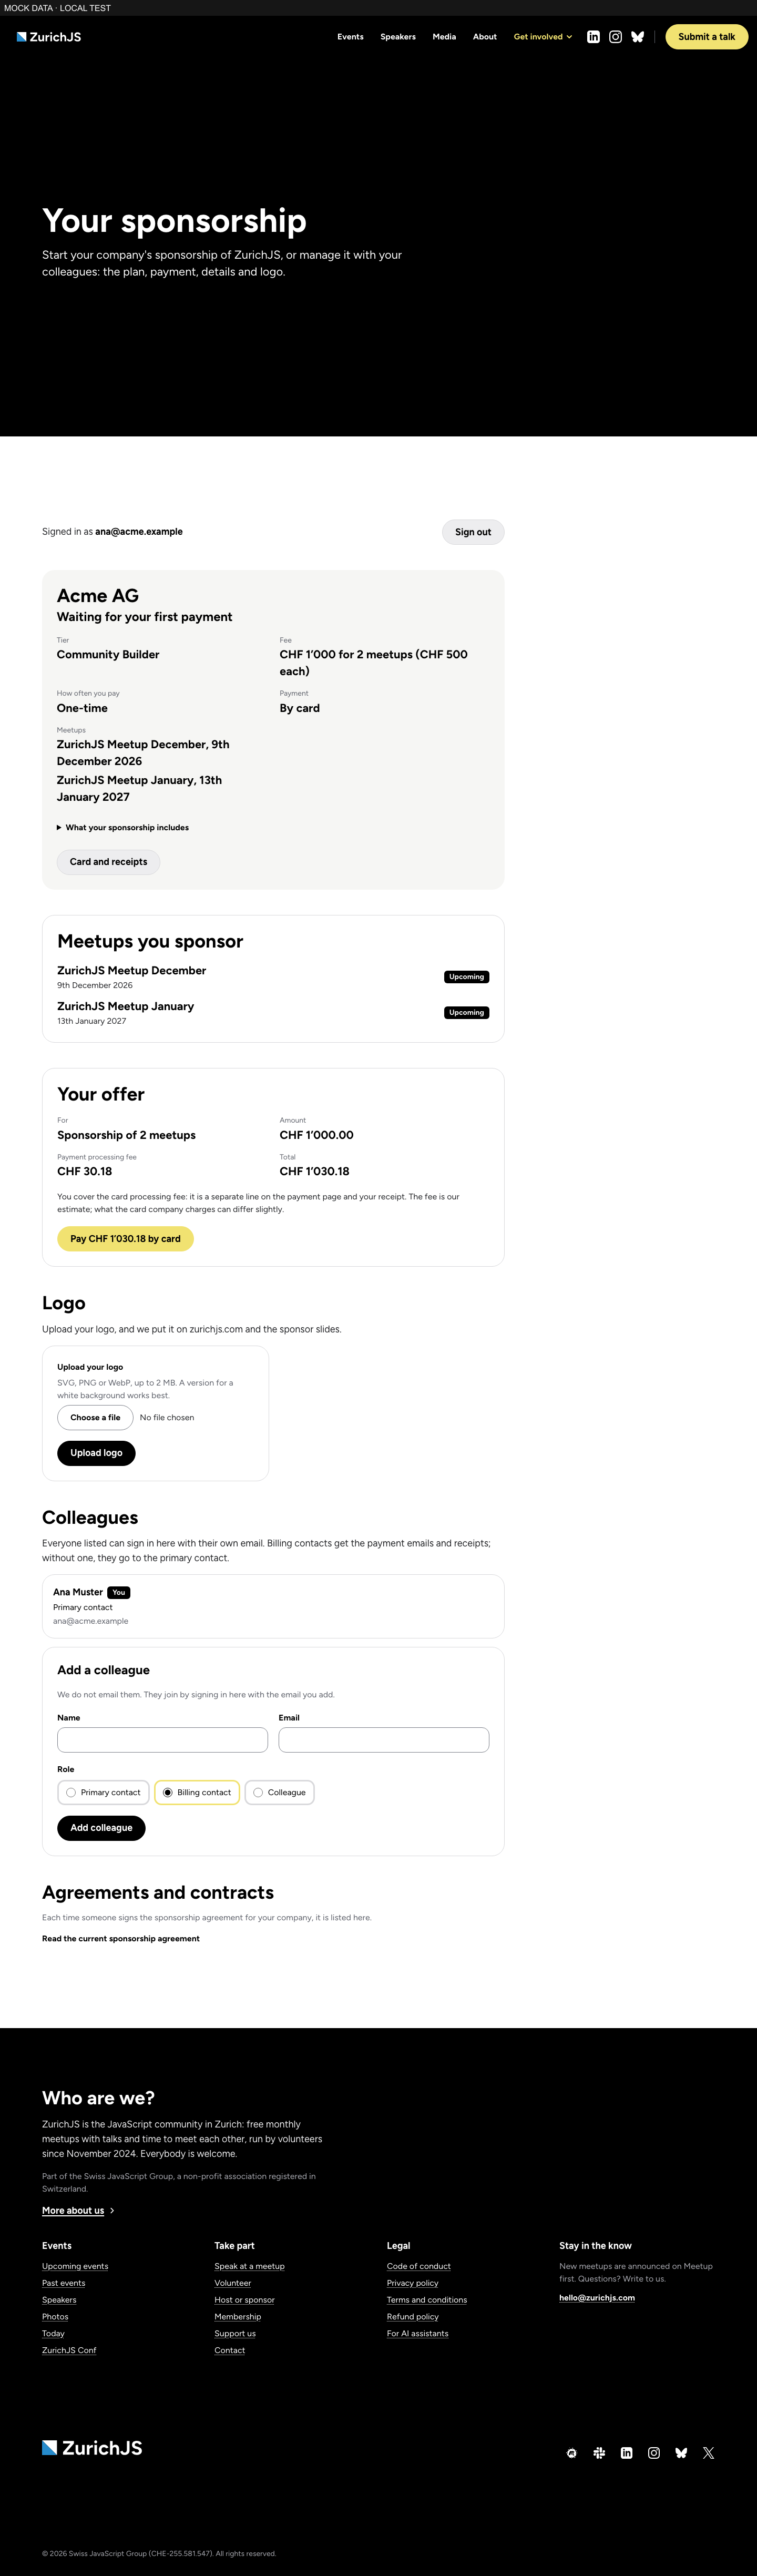 MOCK DATA · LOCAL TEST
ZurichJS
Events
Speakers
Media
About
Get involved
Submit a talk
Your sponsorship
Start your company's sponsorship of ZurichJS, or manage it with your
colleagues: the plan, payment, details and logo.
Signed in as ana@acme.example
Sign out
Acme AG
Waiting for your first payment
Tier
Community Builder
Fee
CHF 1’000 for 2 meetups (CHF 500
each)
How often you pay
One-time
Payment
By card
Meetups
ZurichJS Meetup December, 9th
December 2026
ZurichJS Meetup January, 13th
January 2027
What your sponsorship includes
Card and receipts
Meetups you sponsor
ZurichJS Meetup December
9th December 2026
Upcoming
ZurichJS Meetup January
13th January 2027
Upcoming
Your offer
For
Sponsorship of 2 meetups
Amount
CHF 1’000.00
Payment processing fee
CHF 30.18
Total
CHF 1’030.18
You cover the card processing fee: it is a separate line on the payment page and your receipt. The fee is our
estimate; what the card company charges can differ slightly.
Pay CHF 1’030.18 by card
Logo
Upload your logo, and we put it on zurichjs.com and the sponsor slides.
Upload your logo
SVG, PNG or WebP, up to 2 MB. A version for a
white background works best.
Choose a file
No file chosen
Upload logo
Colleagues
Everyone listed can sign in here with their own email. Billing contacts get the payment emails and receipts;
without one, they go to the primary contact.
Ana Muster
You
Primary contact
ana@acme.example
Add a colleague
We do not email them. They join by signing in here with the email you add.
Name
Email
Role
Primary contact
Billing contact
Colleague
Add colleague
Agreements and contracts
Each time someone signs the sponsorship agreement for your company, it is listed here.
Read the current sponsorship agreement
Who are we?
ZurichJS is the JavaScript community in Zurich: free monthly
meetups with talks and time to meet each other, run by volunteers
since November 2024. Everybody is welcome.
Part of the Swiss JavaScript Group, a non-profit association registered in
Switzerland.
More about us
Events
Upcoming events
Past events
Speakers
Photos
Today
ZurichJS Conf
Take part
Speak at a meetup
Volunteer
Host or sponsor
Membership
Support us
Contact
Legal
Code of conduct
Privacy policy
Terms and conditions
Refund policy
For AI assistants
Stay in the know
New meetups are announced on Meetup
first. Questions? Write to us.
hello@zurichjs.com
ZurichJS
© 2026 Swiss JavaScript Group (CHE-255.581.547). All rights reserved.